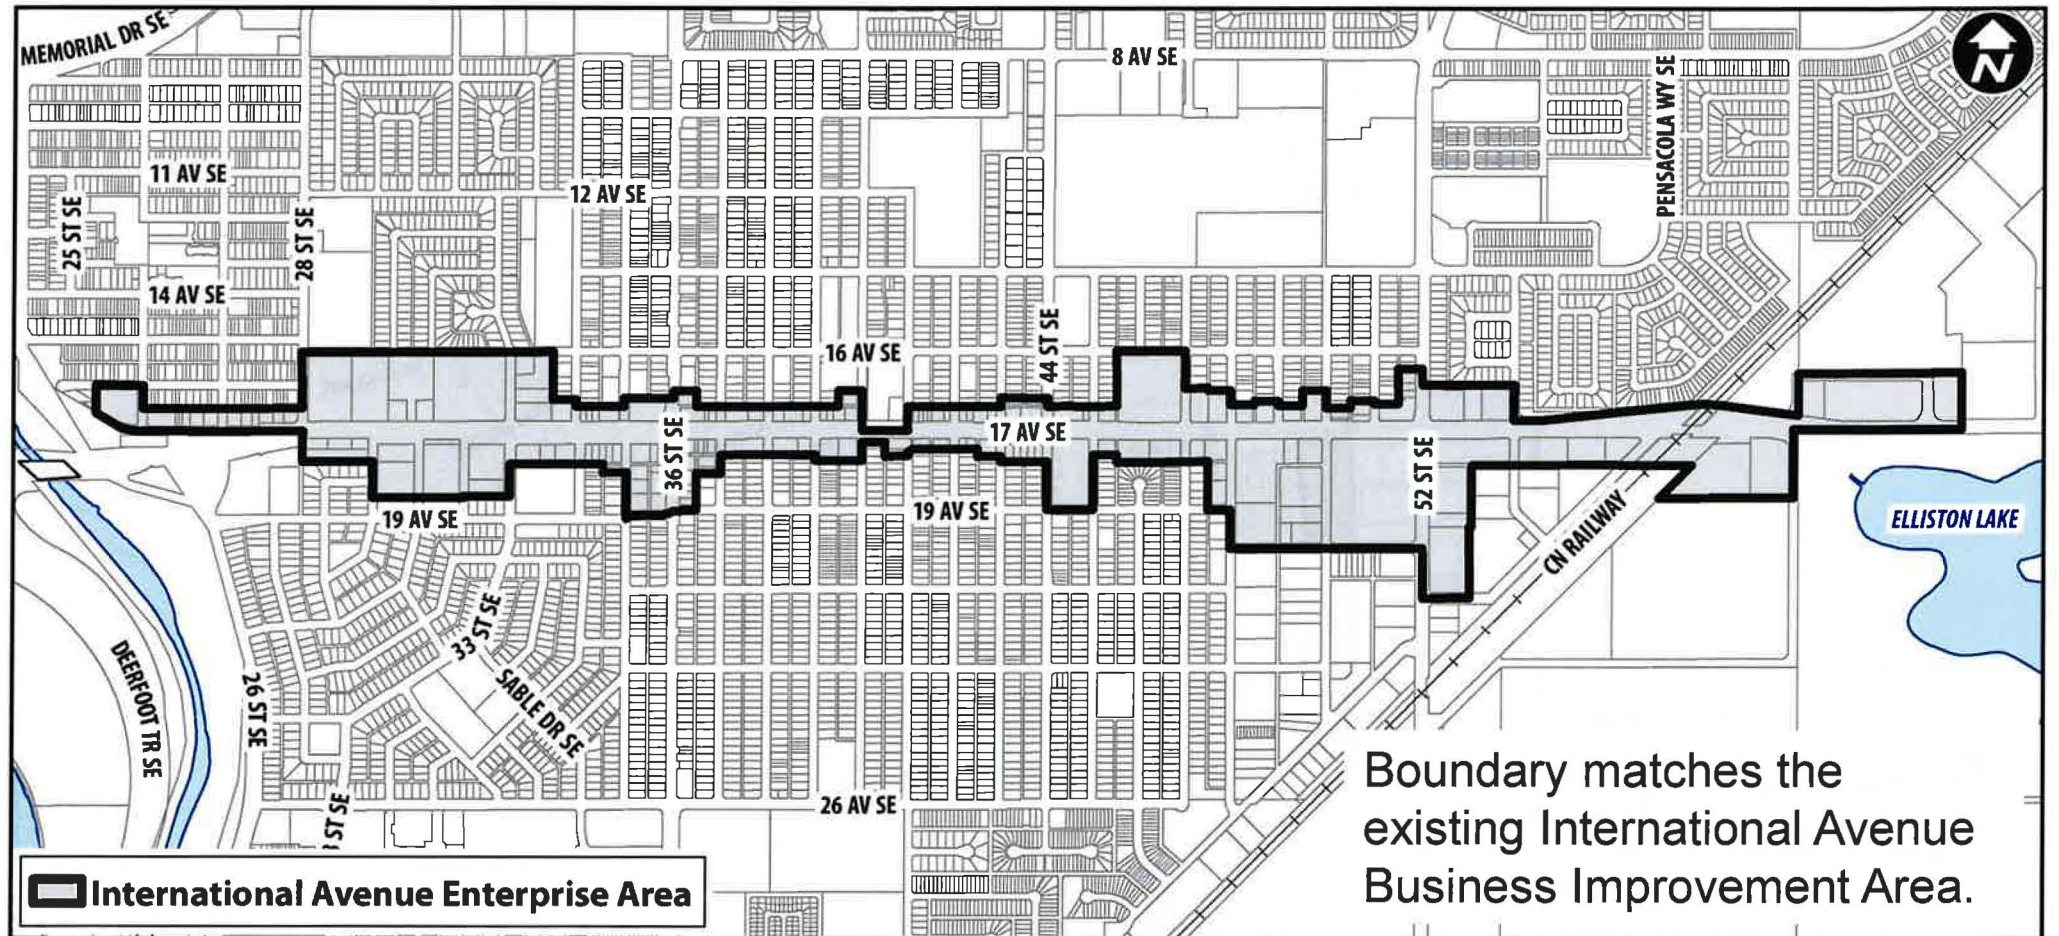 MEMORIAL DR SE
8 AV SE
N
PENSACOLA WY SE
11 AV SE
12 AV SE
25 ST SE
28 ST SE
14 AV SE
16 AV SE
44 ST SE
36 ST SE
17 AV SE
52 ST SE
19 AV SE
19 AV SE
ELLISTON LAKE
CN RAILWAY
33 ST SE
SABLE DR SE
DEERFOOT TR SE
26 ST SE
ST SE
26 AV SE
Boundary matches the
existing International Avenue
Business Improvement Area.
International Avenue Enterprise Area